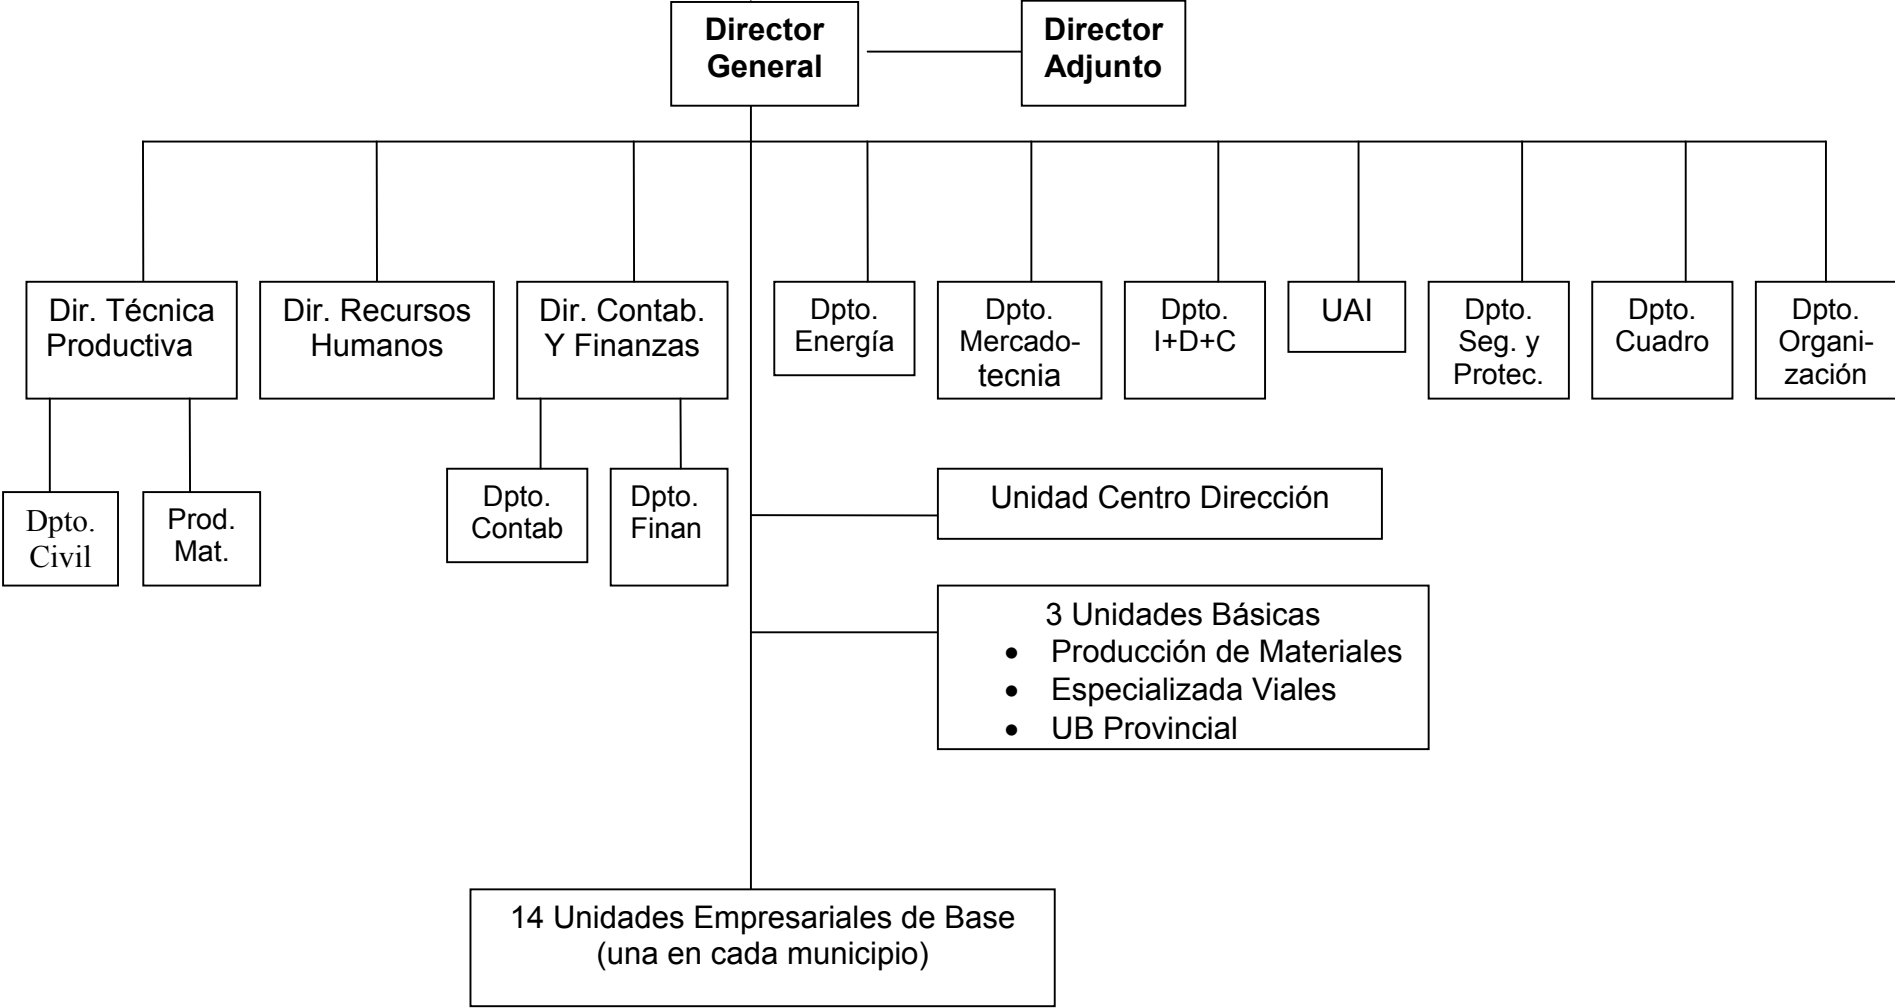 Director
General
Director
Adjunto
Dir. Técnica
Productiva
Dir. Recursos
Humanos
Dir. Contab.
Y Finanzas
Dpto.
Energía
Dpto.
Mercado-
tecnia
Dpto.
I+D+C
UAI
Dpto.
Seg. y
Protec.
Dpto.
Cuadro
Dpto.
Organi-
zación
Dpto.
Civil
Prod.
Mat.
Dpto.
Contab
Dpto.
Finan
Unidad Centro Dirección
3 Unidades Básicas
• Producción de Materiales
• Especializada Viales
• UB Provincial
14 Unidades Empresariales de Base
(una en cada municipio)